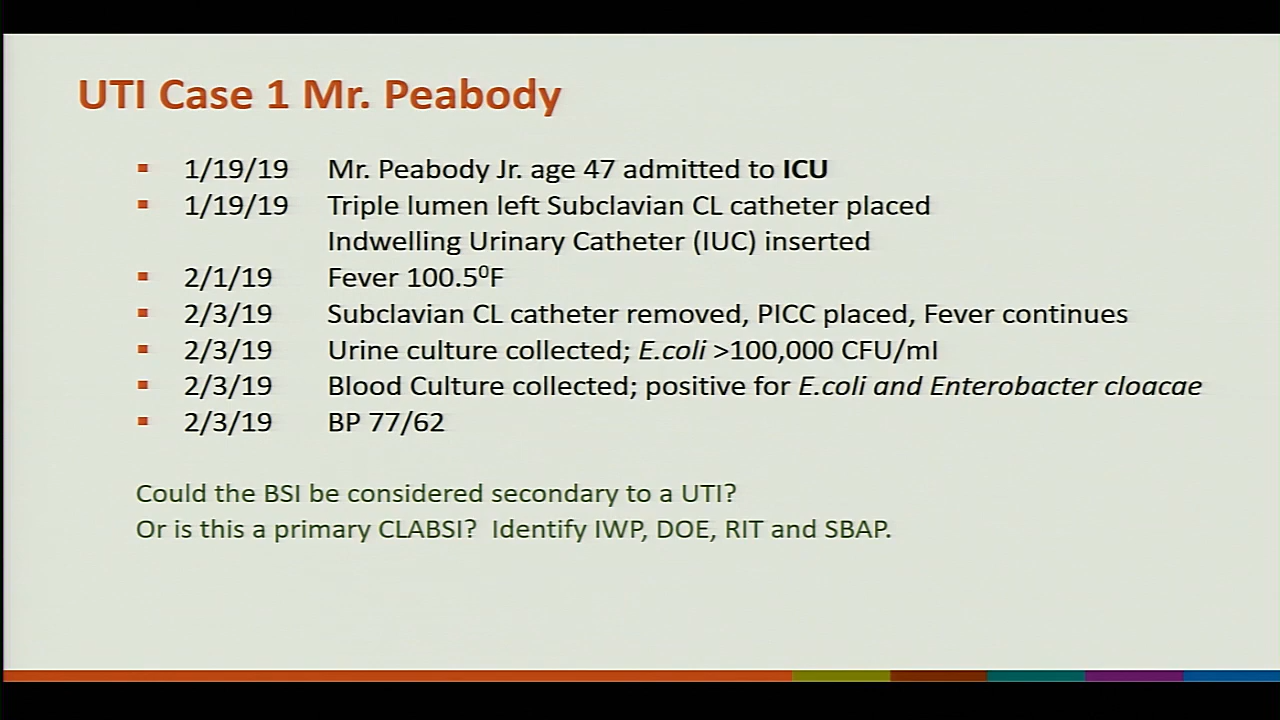 UTI Case 1 Mr. Peabody
▪ 1/19/19 Mr. Peabody Jr. age 47 admitted to ICU
▪ 1/19/19 Triple lumen left Subclavian CL catheter placed
Indwelling Urinary Catheter (IUC) inserted
▪ 2/1/19 Fever 100.5⁰F
▪ 2/3/19 Subclavian CL catheter removed, PICC placed, Fever continues
▪ 2/3/19 Urine culture collected; E.coli >100,000 CFU/ml
▪ 2/3/19 Blood Culture collected; positive for E.coli and Enterobacter cloacae
▪ 2/3/19 BP 77/62
Could the BSI be considered secondary to a UTI?
Or is this a primary CLABSI? Identify IWP, DOE, RIT and SBAP.